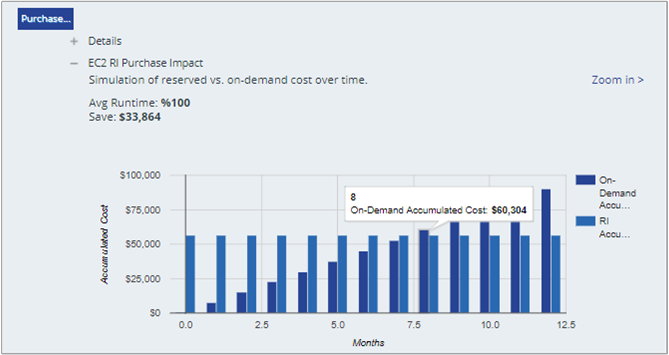 Purchase...
+ Details
– EC2 RI Purchase Impact
Simulation of reserved vs. on-demand cost over time.
Zoom in >
Avg Runtime: %100
Save: $33,864
$100,000
$75,000
$50,000
$25,000
$0
Accumulated Cost
8
On-Demand Accumulated Cost: $60,304
On-
Demand
Accu...
RI
Accu...
0.0 2.5 5.0 7.5 10.0 12.5
Months